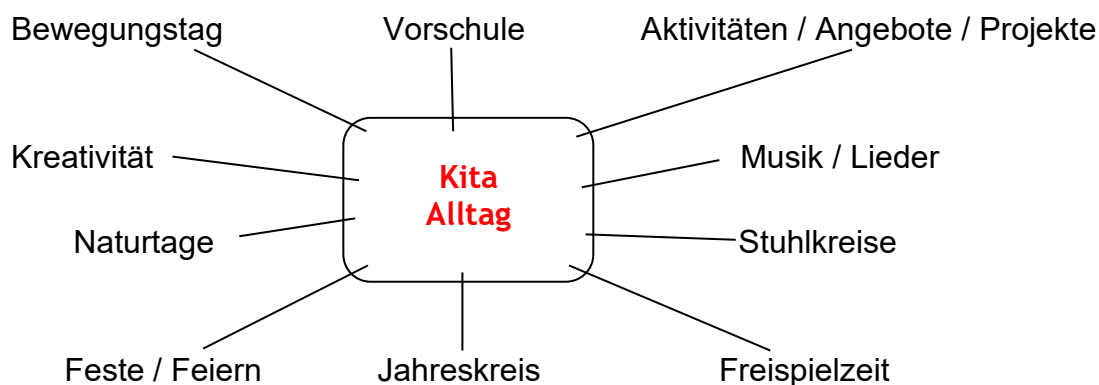 Bewegungstag Vorschule Aktivitäten / Angebote / Projekte
Kreativität Musik / Lieder
Kita
Alltag
Naturtage Stuhlkreise
Feste / Feiern Jahreskreis Freispielzeit